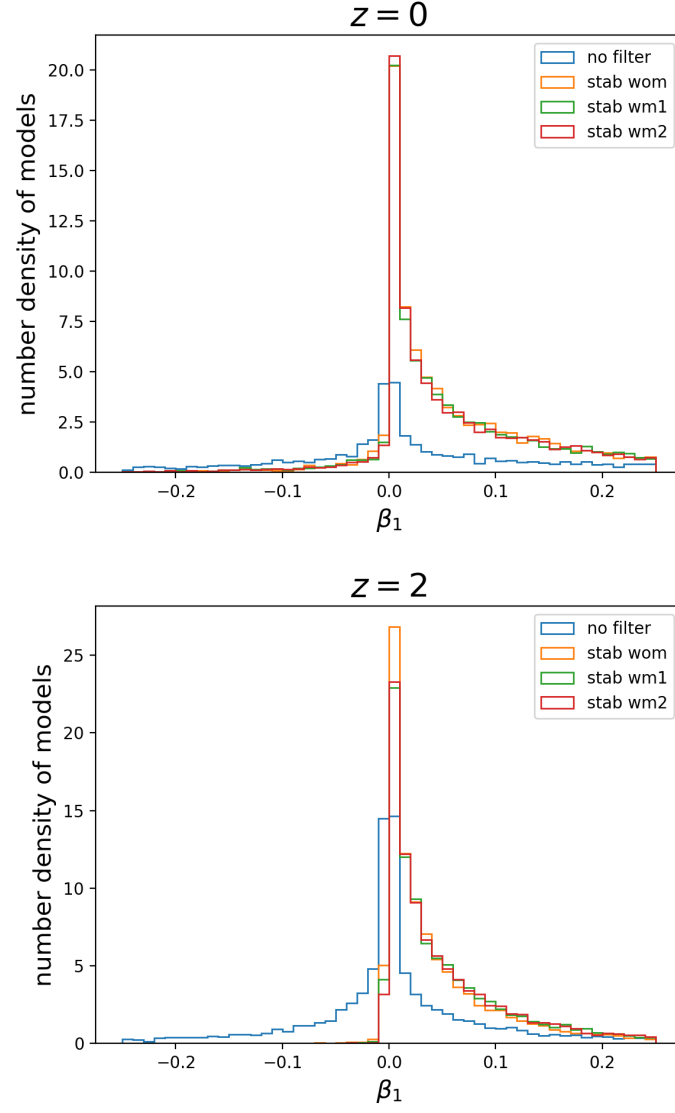 z = 0
number density of models
20.0
17.5
15.0
12.5
10.0
7.5
5.0
2.5
0.0
no filter
stab wom
stab wm1
stab wm2
−0.2 −0.1 0.0 0.1 0.2
β₁
z = 2
number density of models
25
20
15
10
5
0
no filter
stab wom
stab wm1
stab wm2
−0.2 −0.1 0.0 0.1 0.2
β₁